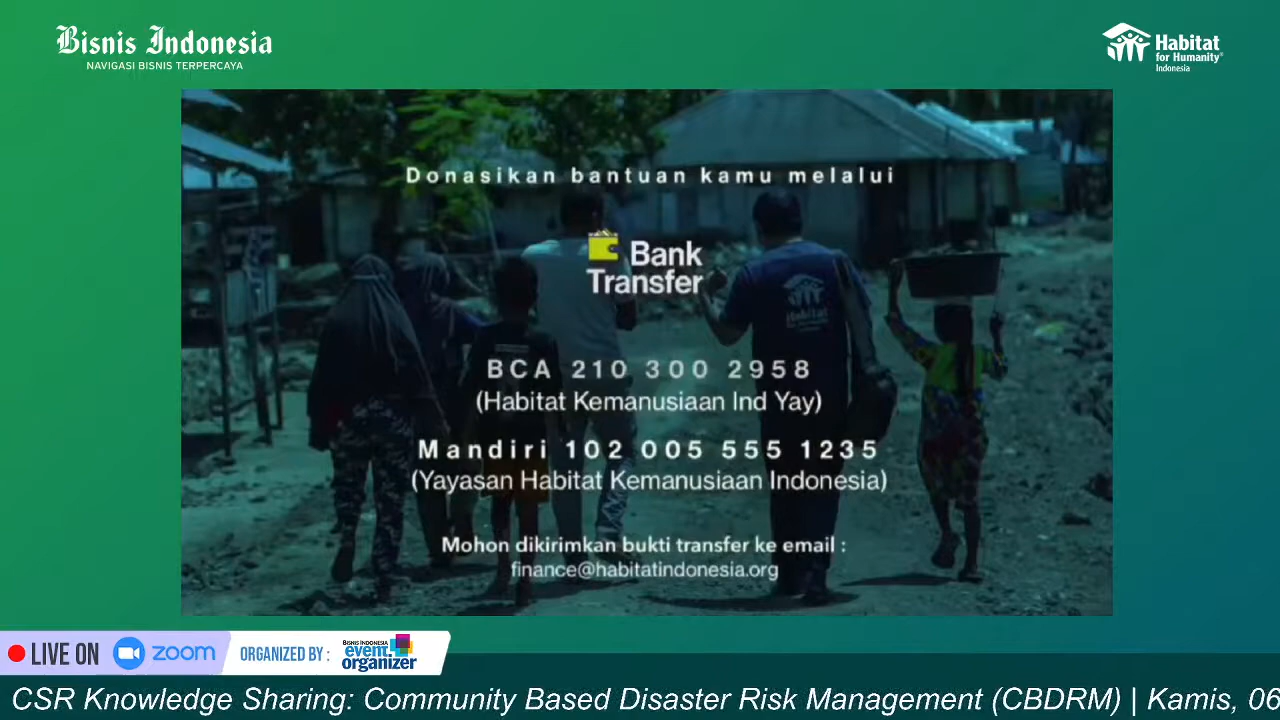 Bisnis Indonesia
NAVIGASI BISNIS TERPERCAYA
Habitat
for Humanity®
Indonesia
Donasikan bantuan kamu melalui
Bank
Transfer
Habitat
BCA 210 300 2958
(Habitat Kemanusiaan Ind Yay)
Mandiri 102 005 555 1235
(Yayasan Habitat Kemanusiaan Indonesia)
Mohon dikirimkan bukti transfer ke email :
finance@habitatindonesia.org
LIVE ON zoom
ORGANIZED BY :
BISNIS INDONESIA
event
organizer
CSR Knowledge Sharing: Community Based Disaster Risk Management (CBDRM) | Kamis, 06